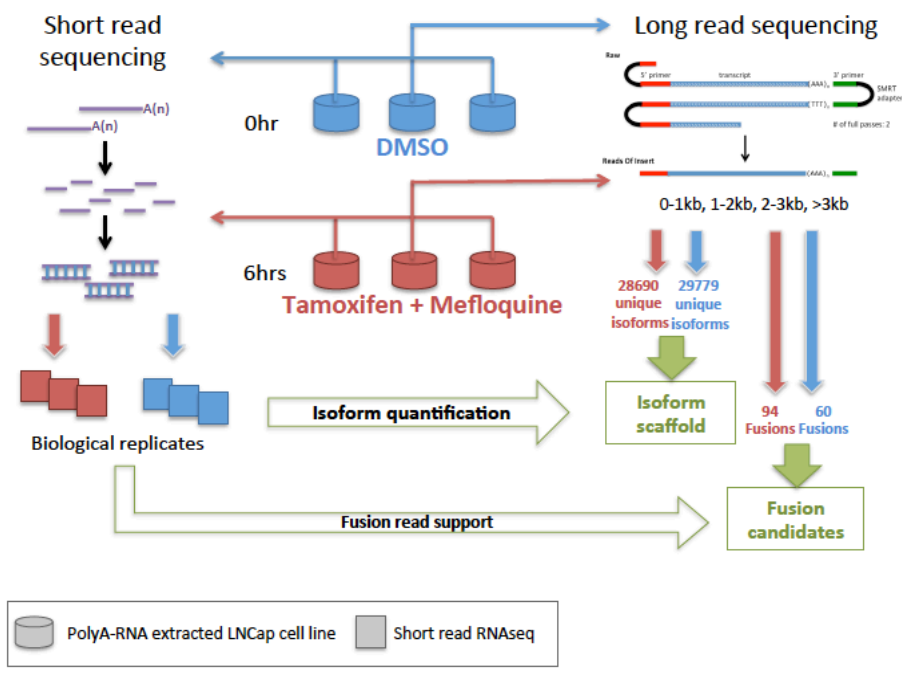 Short read
sequencing
Long read sequencing
Raw
5' primer
transcript
(AAA)n
3' primer
SMRT
adapter
(TTT)n
# of full passes: 2
A(n)
A(n)
0hr
DMSO
Reads Of Insert
(AAA)n
0-1kb, 1-2kb, 2-3kb, >3kb
6hrs
Tamoxifen + Mefloquine
28690
unique
isoforms
29779
unique
isoforms
Isoform
scaffold
94
Fusions
60
Fusions
Biological replicates
Isoform quantification
Fusion read support
Fusion
candidates
PolyA-RNA extracted LNCap cell line
Short read RNAseq